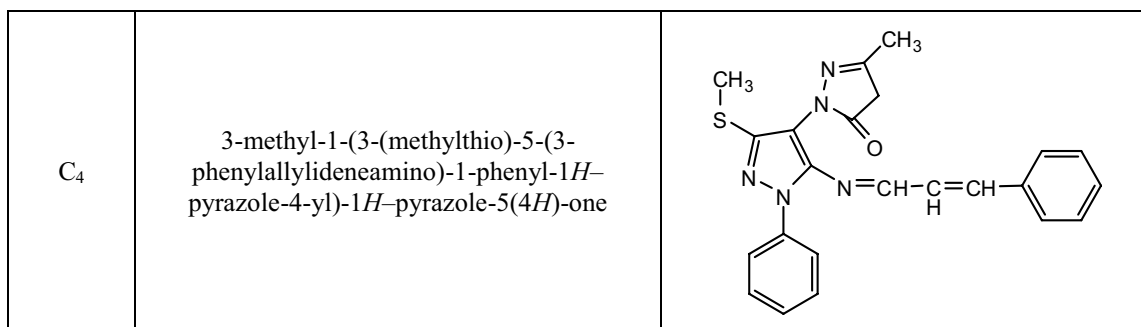 C₄
3-methyl-1-(3-(methylthio)-5-(3-
phenylallylideneamino)-1-phenyl-1H–
pyrazole-4-yl)-1H–pyrazole-5(4H)-one
CH₃
N
CH₃
N
S
O
N
N
N
CH
C
H
CH